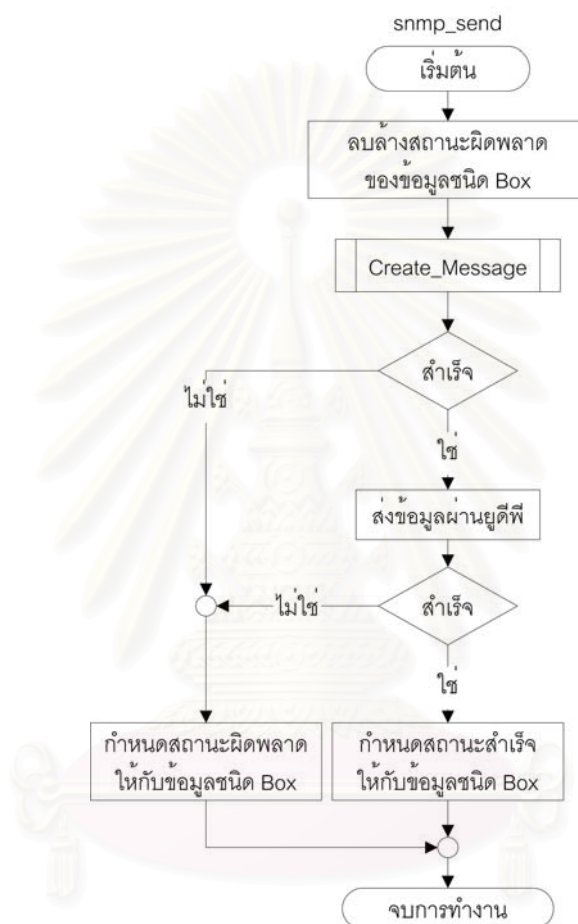 snmp_send
เริ่มต้น
ลบล้างสถานะผิดพลาด
ของข้อมูลชนิด Box
Create_Message
สำเร็จ
ไม่ใช่
ใช่
ส่งข้อมูลผ่านยูดีพี
สำเร็จ
ไม่ใช่
ใช่
กำหนดสถานะผิดพลาด
ให้กับข้อมูลชนิด Box
กำหนดสถานะสำเร็จ
ให้กับข้อมูลชนิด Box
จบการทำงาน